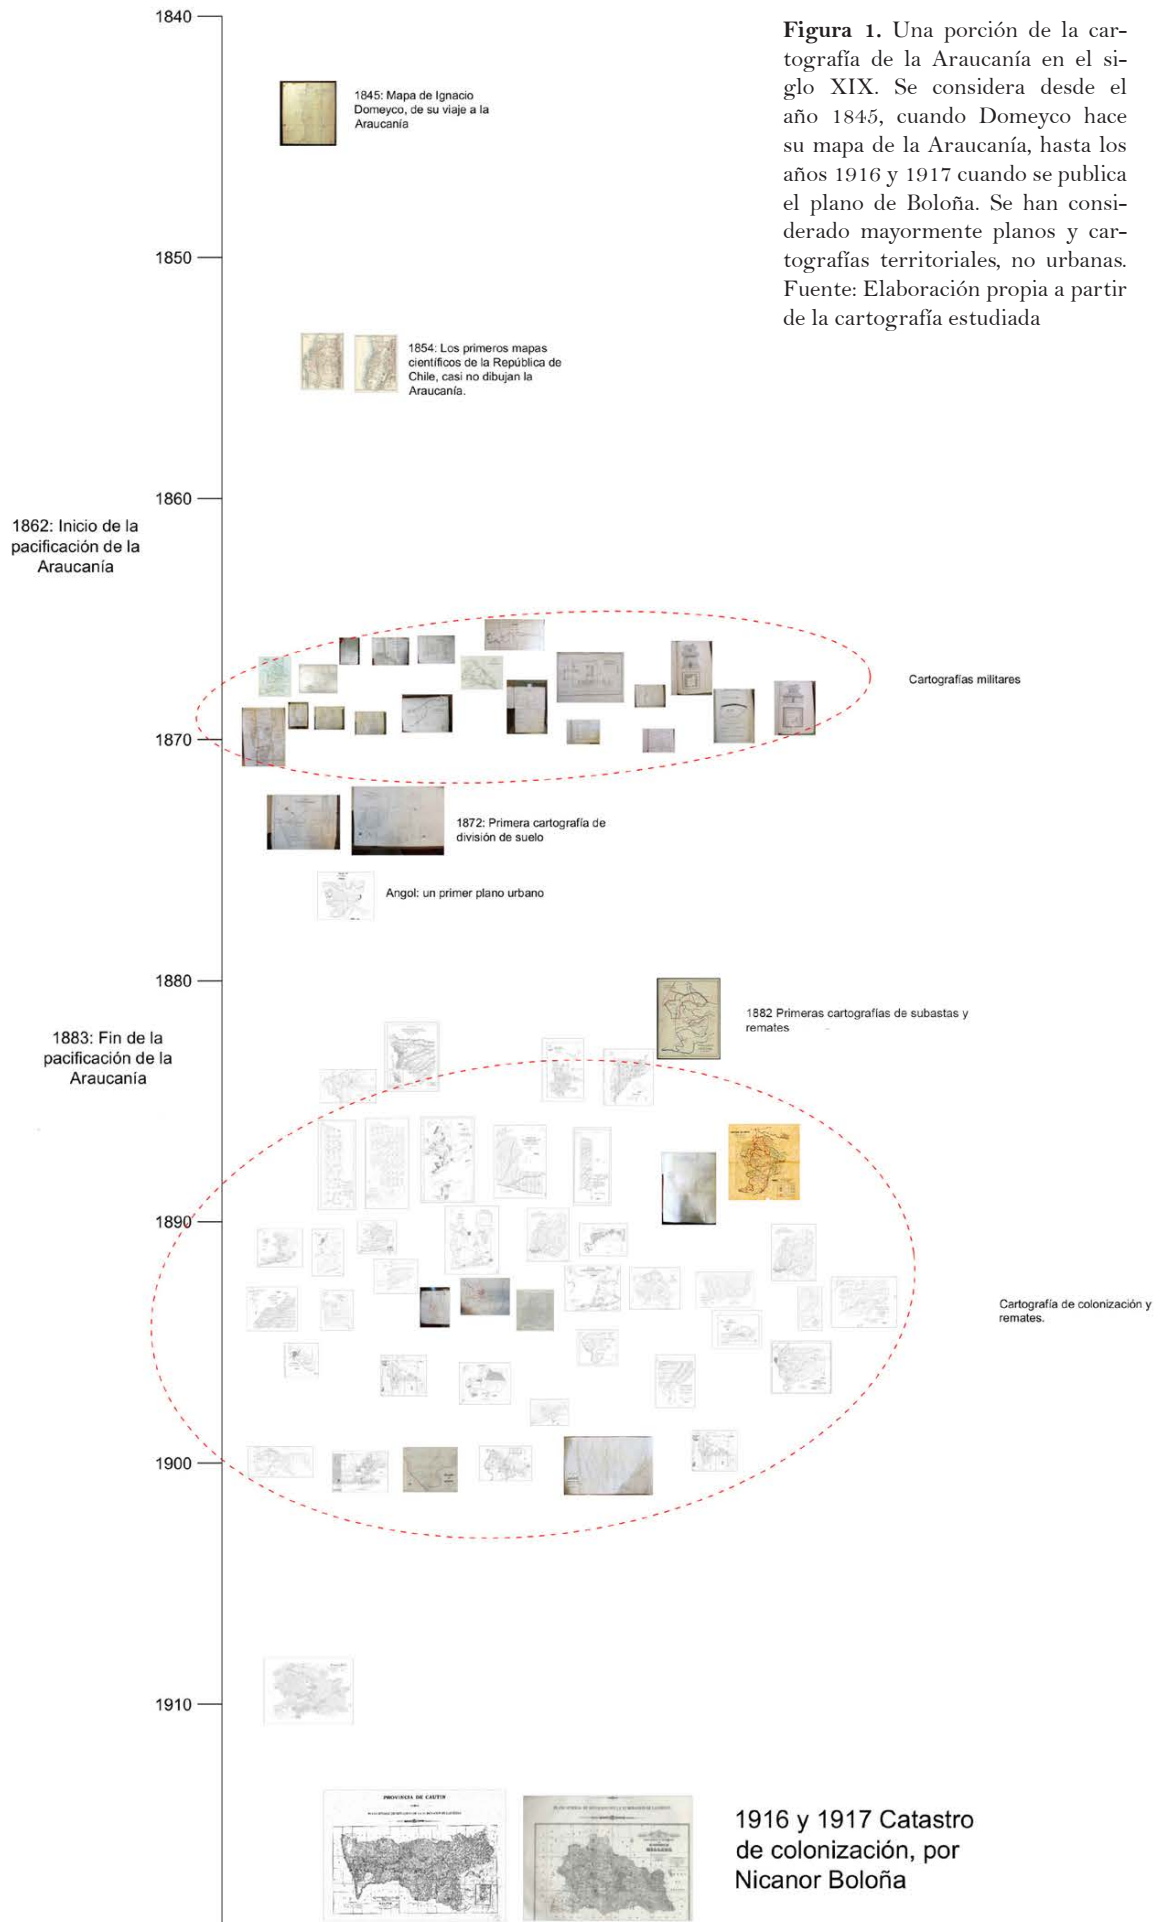 1840
Figura 1. Una porción de la car-
tografía de la Araucanía en el si-
glo XIX. Se considera desde el
año 1845, cuando Domeyco hace
su mapa de la Araucanía, hasta los
años 1916 y 1917 cuando se publica
el plano de Boloña. Se han consi-
derado mayormente planos y car-
tografías territoriales, no urbanas.
Fuente: Elaboración propia a partir
de la cartografía estudiada
1845: Mapa de Ignacio
Domeyco, de su viaje a la
Araucanía
1850
1854: Los primeros mapas
científicos de la República de
Chile, casi no dibujan la
Araucanía.
1860
1862: Inicio de la
pacificación de la
Araucanía
Cartografías militares
1870
1872: Primera cartografía de
división de suelo
Angol: un primer plano urbano
1880
1882 Primeras cartografías de subastas y
remates
1883: Fin de la
pacificación de la
Araucanía
1890
Cartografía de colonización y
remates.
1900
1910
PROVINCIA DE CAUTIN
1916 y 1917 Catastro
de colonización, por
Nicanor Boloña